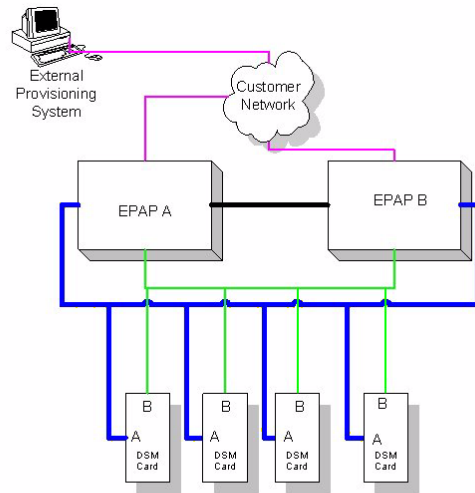 External
Provisioning
System
Customer
Network
EPAP A
EPAP B
B
A
DSM
Card
B
A
DSM
Card
B
A
DSM
Card
B
A
DSM
Card